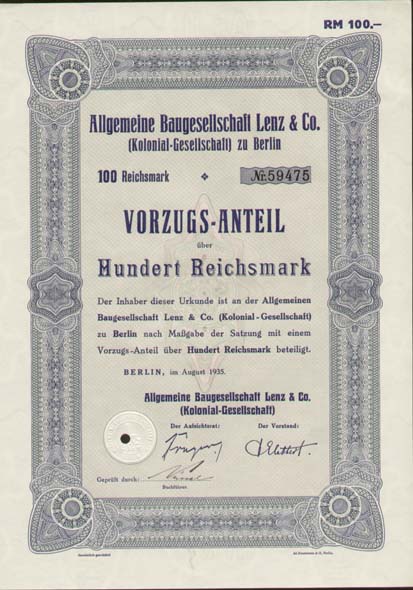 RM 100.—
Allgemeine Baugesellschaft Lenz & Co.
(Kolonial-Gesellschaft) zu Berlin
100 Reichsmark
Nr. 59475
VORZUGS-ANTEIL
über
Hundert Reichsmark
Der Inhaber dieser Urkunde ist an der Allgemeinen
Baugesellschaft Lenz & Co. (Kolonial-Gesellschaft)
zu Berlin nach Maßgabe der Satzung mit einem
Vorzugs-Anteil über Hundert Reichsmark beteiligt.
BERLIN, im August 1935.
Allgemeine Baugesellschaft Lenz & Co.
(Kolonial-Gesellschaft)
Der Aufsichtsrat:
Der Vorstand:
Geprüft durch:
Buchführer.